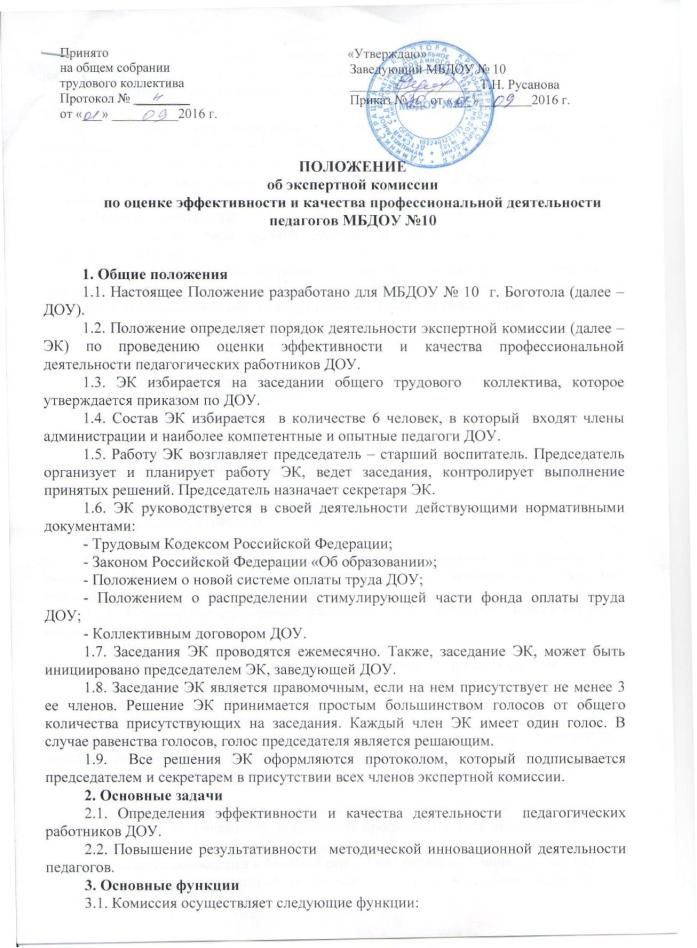 Принято
на общем собрании
трудового коллектива
Протокол № 4
от «01» 09 2016 г.
«Утверждаю»
Заведующий МБДОУ № 10
Т.Н. Русанова
Приказ № от «01» 09 2016 г.
ПОЛОЖЕНИЕ
об экспертной комиссии
по оценке эффективности и качества профессиональной деятельности
педагогов МБДОУ №10
1. Общие положения
1.1. Настоящее Положение разработано для МБДОУ № 10 г. Боготола (далее –
ДОУ).
1.2. Положение определяет порядок деятельности экспертной комиссии (далее –
ЭК) по проведению оценки эффективности и качества профессиональной
деятельности педагогических работников ДОУ.
1.3. ЭК избирается на заседании общего трудового коллектива, которое
утверждается приказом по ДОУ.
1.4. Состав ЭК избирается в количестве 6 человек, в который входят члены
администрации и наиболее компетентные и опытные педагоги ДОУ.
1.5. Работу ЭК возглавляет председатель – старший воспитатель. Председатель
организует и планирует работу ЭК, ведет заседания, контролирует выполнение
принятых решений. Председатель назначает секретаря ЭК.
1.6. ЭК руководствуется в своей деятельности действующими нормативными
документами:
- Трудовым Кодексом Российской Федерации;
- Законом Российской Федерации «Об образовании»;
- Положением о новой системе оплаты труда ДОУ;
- Положением о распределении стимулирующей части фонда оплаты труда
ДОУ;
- Коллективным договором ДОУ.
1.7. Заседания ЭК проводятся ежемесячно. Также, заседание ЭК, может быть
инициировано председателем ЭК, заведующей ДОУ.
1.8. Заседание ЭК является правомочным, если на нем присутствует не менее 3
ее членов. Решение ЭК принимается простым большинством голосов от общего
количества присутствующих на заседания. Каждый член ЭК имеет один голос. В
случае равенства голосов, голос председателя является решающим.
1.9. Все решения ЭК оформляются протоколом, который подписывается
председателем и секретарем в присутствии всех членов экспертной комиссии.
2. Основные задачи
2.1. Определения эффективности и качества деятельности педагогических
работников ДОУ.
2.2. Повышение результативности методической инновационной деятельности
педагогов.
3. Основные функции
3.1. Комиссия осуществляет следующие функции: